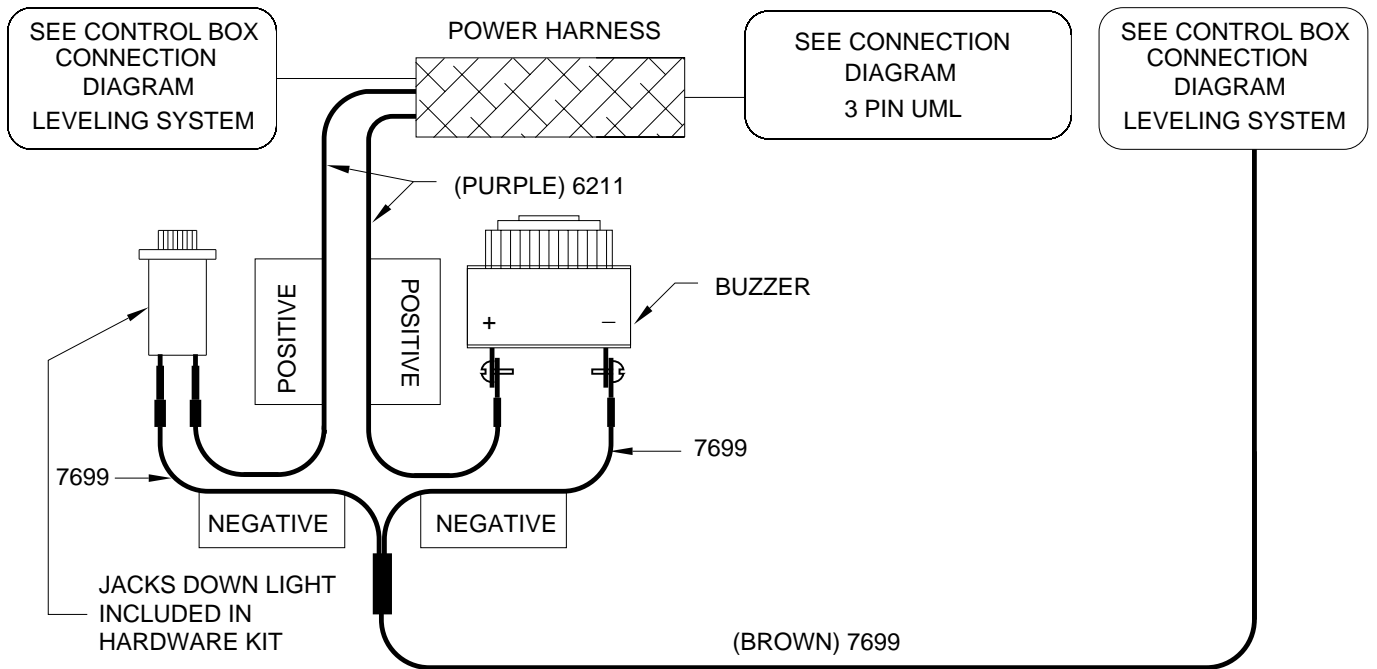 SEE CONTROL BOX
CONNECTION
DIAGRAM
LEVELING SYSTEM
POWER HARNESS
SEE CONNECTION
DIAGRAM
3 PIN UML
SEE CONTROL BOX
CONNECTION
DIAGRAM
LEVELING SYSTEM
(PURPLE) 6211
POSITIVE
POSITIVE
BUZZER
+ −
7699
7699
NEGATIVE
NEGATIVE
JACKS DOWN LIGHT
INCLUDED IN
HARDWARE KIT
(BROWN) 7699